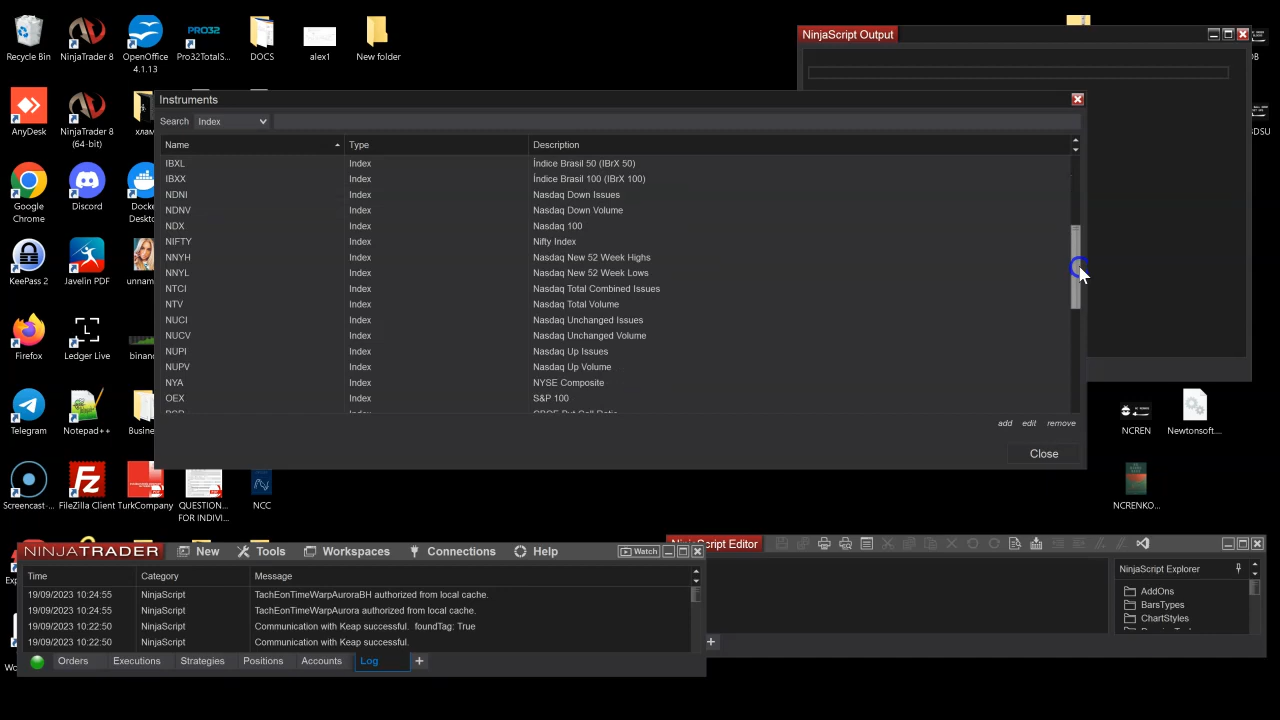 NinjaScript Output
Recycle Bin
NinjaTrader 8
OpenOffice 4.1.13
PRO32
Pro32TotalS...
DOCS
alex1
New folder
DB
Instruments
Search Index
Name Type Description
IBXL Index Índice Brasil 50 (IBrX 50)
IBXX Index Índice Brasil 100 (IBrX 100)
NDNI Index Nasdaq Down Issues
NDNV Index Nasdaq Down Volume
NDX Index Nasdaq 100
NIFTY Index Nifty Index
NNYH Index Nasdaq New 52 Week Highs
NNYL Index Nasdaq New 52 Week Lows
NTCI Index Nasdaq Total Combined Issues
NTV Index Nasdaq Total Volume
NUCI Index Nasdaq Unchanged Issues
NUCV Index Nasdaq Unchanged Volume
NUPI Index Nasdaq Up Issues
NUPV Index Nasdaq Up Volume
NYA Index NYSE Composite
OEX Index S&P 100
add edit remove
Close
AnyDesk
NinjaTrader 8 (64-bit)
хлам
DSU
Google Chrome
Discord
Docke
Deskto
KeePass 2
Javelin PDF
unnam
Firefox
Ledger Live
binanc
Telegram
Notepad++
Busine
NCREN
Newtonsoft....
Screencast-...
FileZilla Client
TurkCompany
QUESTION... FOR INDIVI...
NCC
NCRENKO...
NINJATRADER New Tools Workspaces Connections Help Watch
Time Category Message
19/09/2023 10:24:55 NinjaScript TachEonTimeWarpAuroraBH authorized from local cache.
19/09/2023 10:24:55 NinjaScript TachEonTimeWarpAurora authorized from local cache.
19/09/2023 10:22:50 NinjaScript Communication with Keap successful. foundTag: True
19/09/2023 10:22:50 NinjaScript Communication with Keap successful.
Orders Executions Strategies Positions Accounts Log +
Script Editor
NinjaScript Explorer
AddOns
BarsTypes
ChartStyles